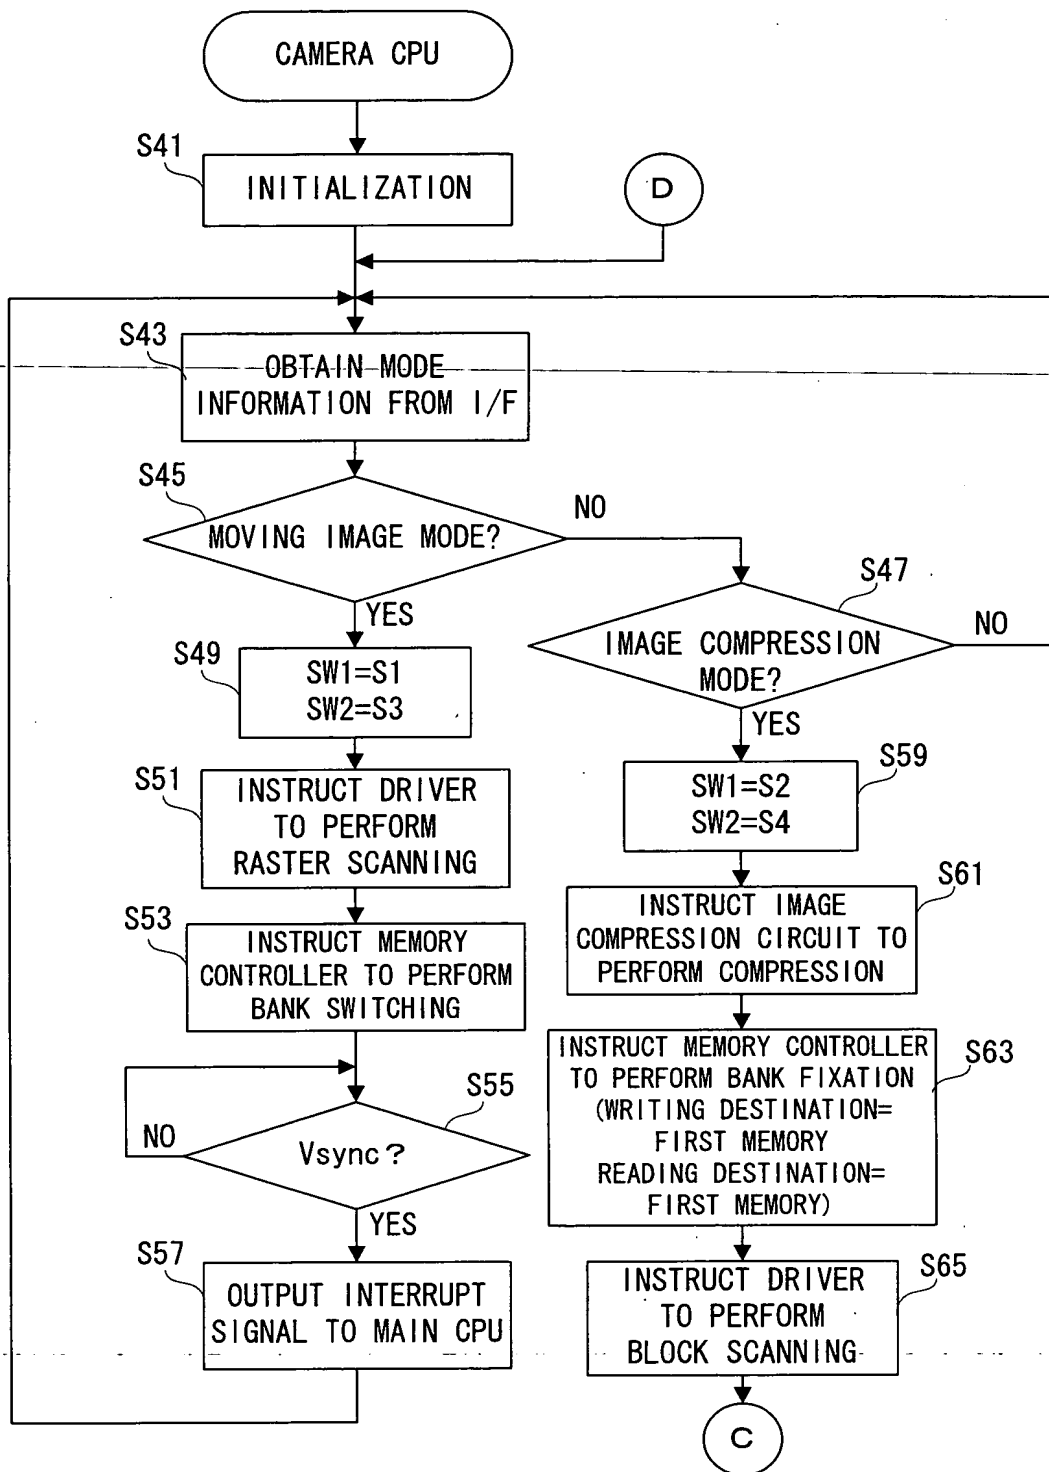 CAMERA CPU
S41
INITIALIZATION
D
S43
OBTAIN MODE
INFORMATION FROM I/F
S45
MOVING IMAGE MODE?
NO
YES
S47
IMAGE COMPRESSION
MODE?
NO
YES
S49
SW1=S1
SW2=S3
S51
INSTRUCT DRIVER
TO PERFORM
RASTER SCANNING
S53
INSTRUCT MEMORY
CONTROLLER TO PERFORM
BANK SWITCHING
S55
Vsync?
NO
YES
S57
OUTPUT INTERRUPT
SIGNAL TO MAIN CPU
S59
SW1=S2
SW2=S4
S61
INSTRUCT IMAGE
COMPRESSION CIRCUIT TO
PERFORM COMPRESSION
S63
INSTRUCT MEMORY CONTROLLER
TO PERFORM BANK FIXATION
(WRITING DESTINATION=
FIRST MEMORY
READING DESTINATION=
FIRST MEMORY)
S65
INSTRUCT DRIVER
TO PERFORM
BLOCK SCANNING
C